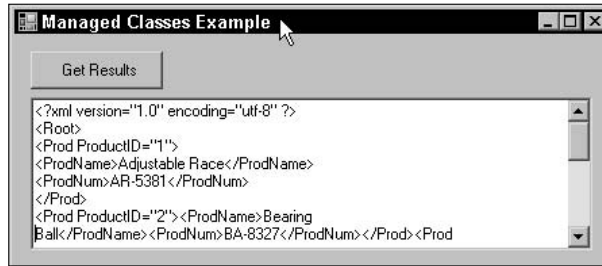 Managed Classes Example
Get Results
<?xml version="1.0" encoding="utf-8" ?>
<Root>
<Prod ProductID="1">
<ProdName>Adjustable Race</ProdName>
<ProdNum>AR-5381</ProdNum>
</Prod>
<Prod ProductID="2"><ProdName>Bearing
Ball</ProdName><ProdNum>BA-8327</ProdNum></Prod><Prod